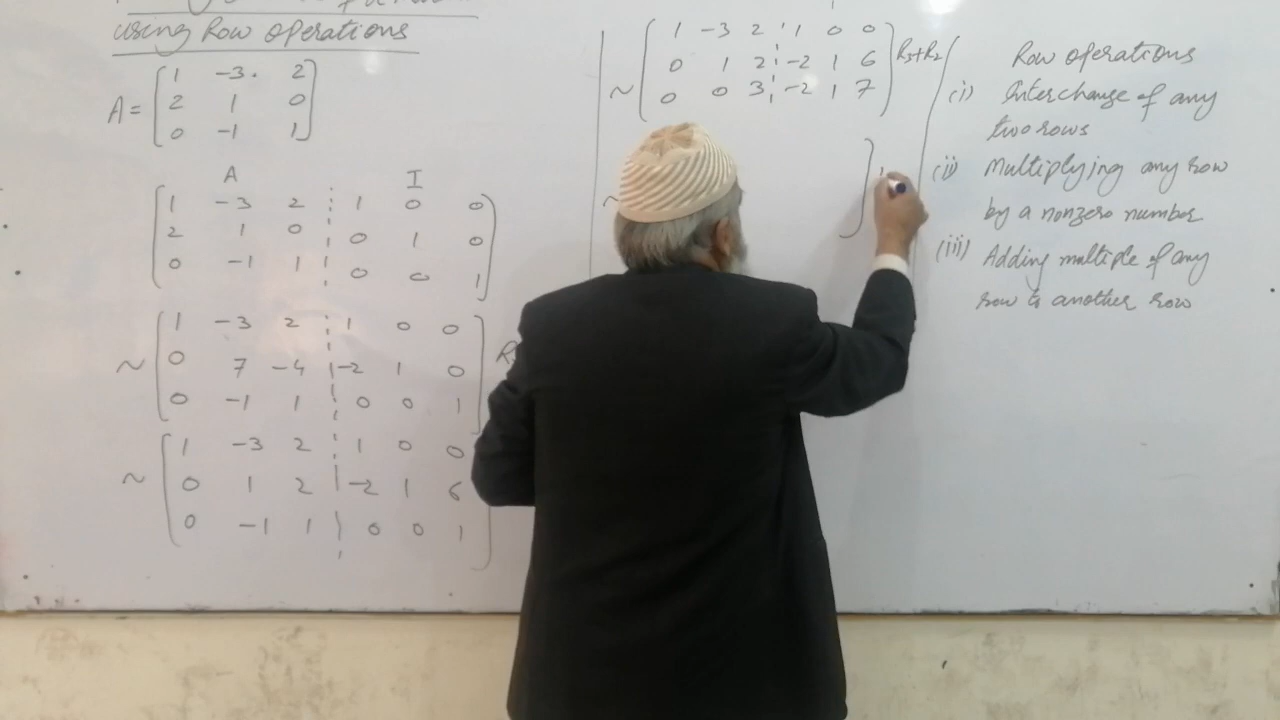 using Row operations
A = [ 1 -3 2 ]
[ 2 1 0 ]
[ 0 -1 1 ]
A I
[ 1 -3 2 ¦ 1 0 0 ]
[ 2 1 0 ¦ 0 1 0 ]
[ 0 -1 1 ¦ 0 0 1 ]
~ [ 1 -3 2 ¦ 1 0 0 ]
[ 0 7 -4 ¦ -2 1 0 ]
[ 0 -1 1 ¦ 0 0 1 ]
~ [ 1 -3 2 ¦ 1 0 0 ]
[ 0 1 2 ¦ -2 1 6 ]
[ 0 -1 1 ¦ 0 0 1 ]
~ [ 1 -3 2 ¦ 1 0 0 ]
[ 0 1 2 ¦ -2 1 6 ] R3+R2
[ 0 0 3 ¦ -2 1 7 ]
~
Row operations
(i) Interchange of any
two rows
(ii) Multiplying any row
by a nonzero number
(iii) Adding multiple of any
row to another row